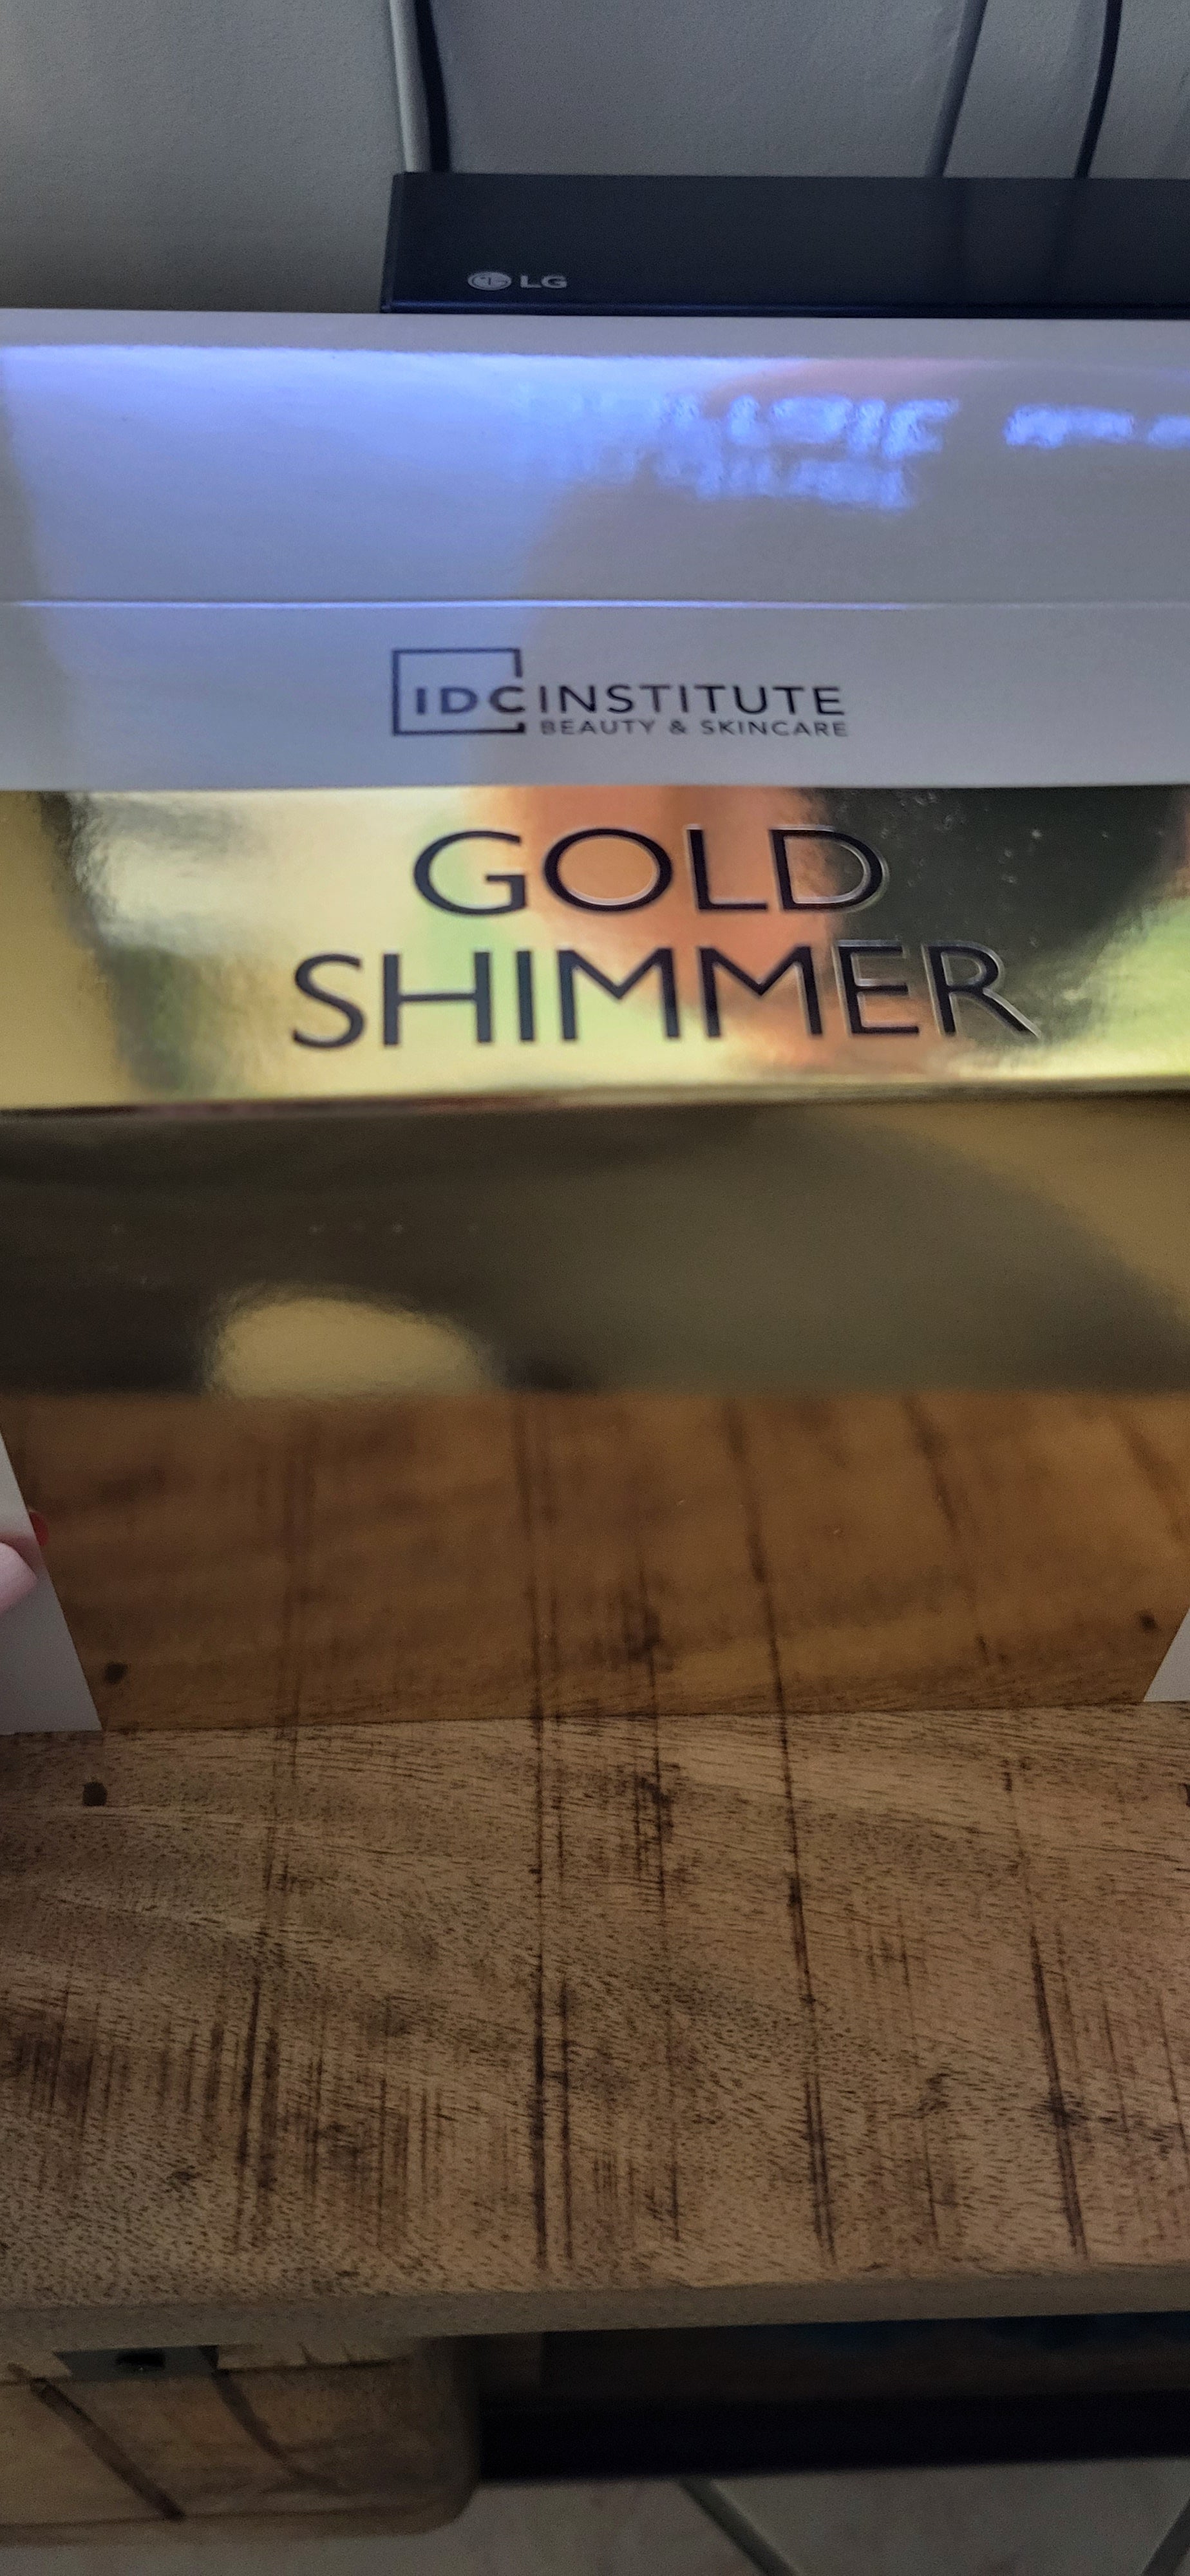 LG
IDC INSTITUTE
BEAUTY & SKINCARE
GOLD
SHIMMER